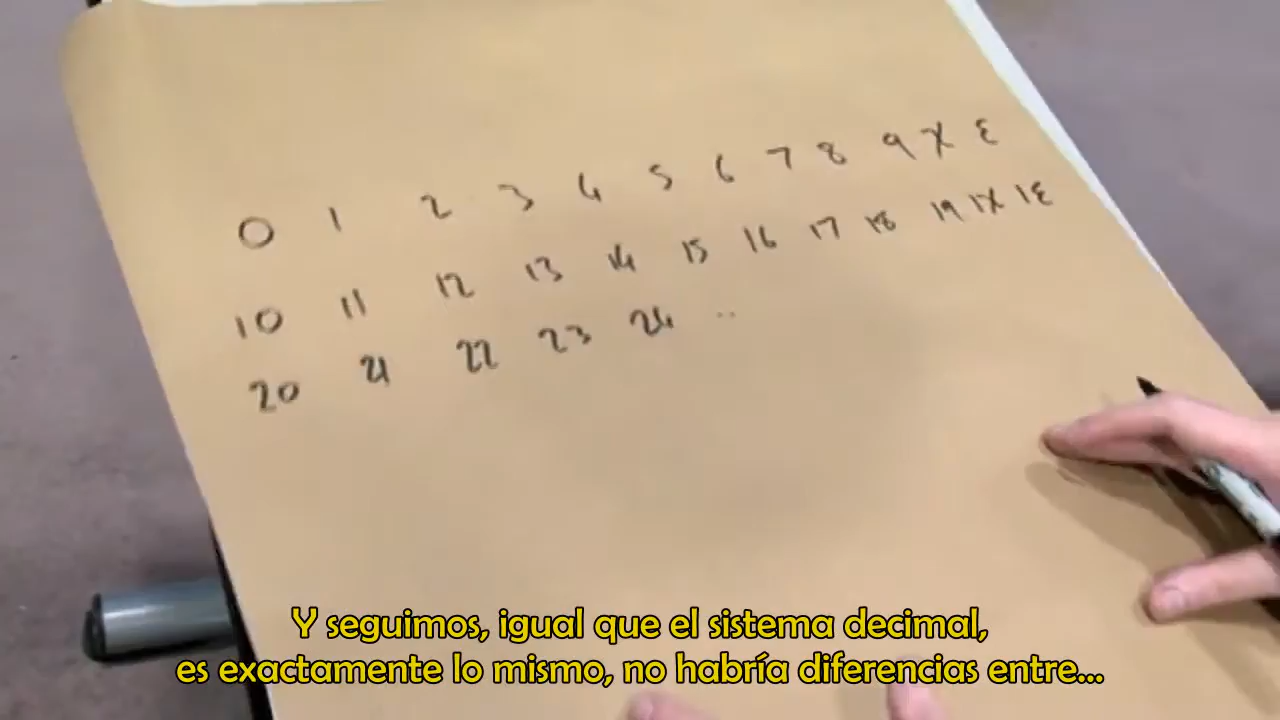 0 1 2 3 4 5 6 7 8 9 X Ɛ
10 11 12 13 14 15 16 17 18 19 1X 1Ɛ
20 21 22 23 24 ..
Y seguimos, igual que el sistema decimal,
es exactamente lo mismo, no habría diferencias entre...